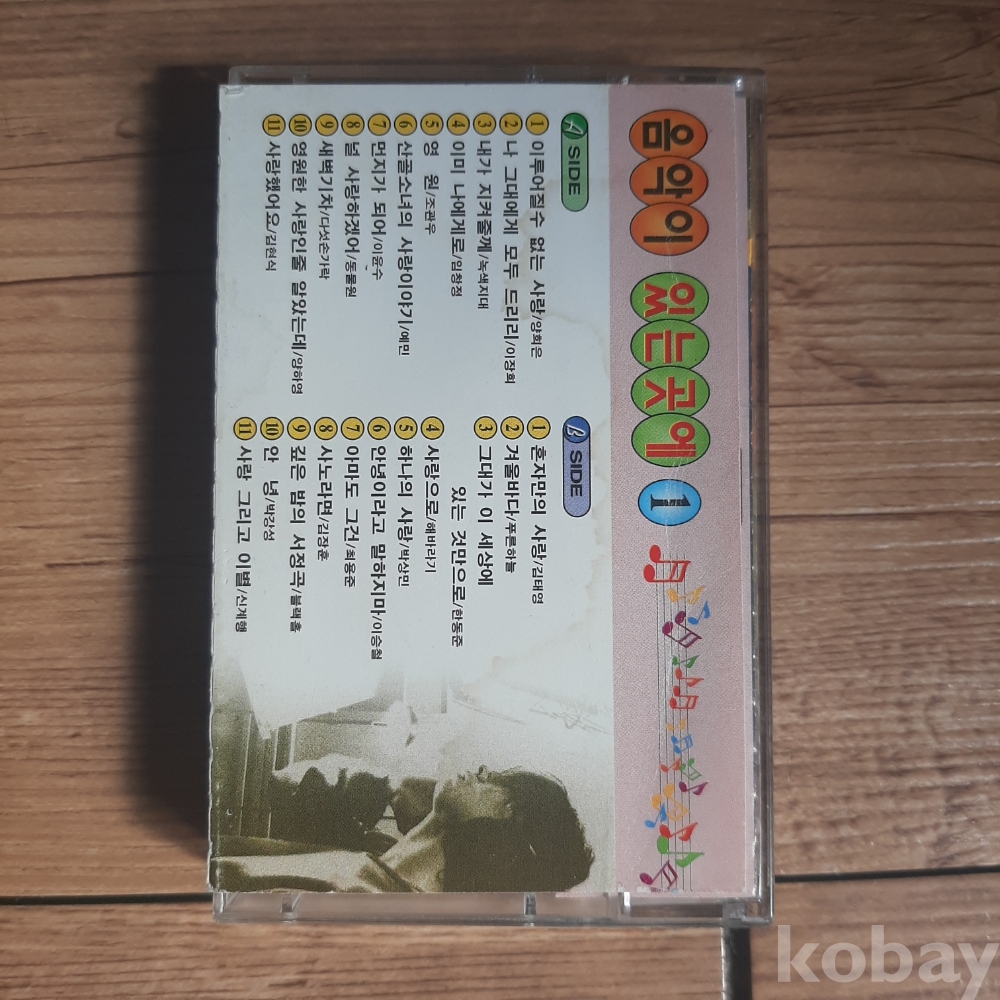 음악이 있는곳에 1
A SIDE
1 이루어질수 없는 사랑/양희은
2 나 그대에게 모두 드리리/이장희
3 내가 지켜줄께/녹색지대
4 이미 나에게로/임창정
5 영 원/조관우
6 산골소녀의 사랑이야기/예민
7 먼지가 되어/이윤수
8 널 사랑하겠어/동물원
9 새벽기차/다섯손가락
10 영원한 사랑인줄 알았는데/양하영
11 사랑했어요/김현식
B SIDE
1 혼자만의 사랑/김태영
2 겨울바다/푸른하늘
3 그대가 이 세상에
있는 것만으로/한동준
4 사랑으로/해바라기
5 하나의 사랑/박상민
6 안녕이라고 말하지마/이승철
7 아마도 그건/최용준
8 사노라면/김장훈
9 깊은 밤의 서정곡/블랙홀
10 안 녕/박강성
11 사랑 그리고 이별/신계행
kobay